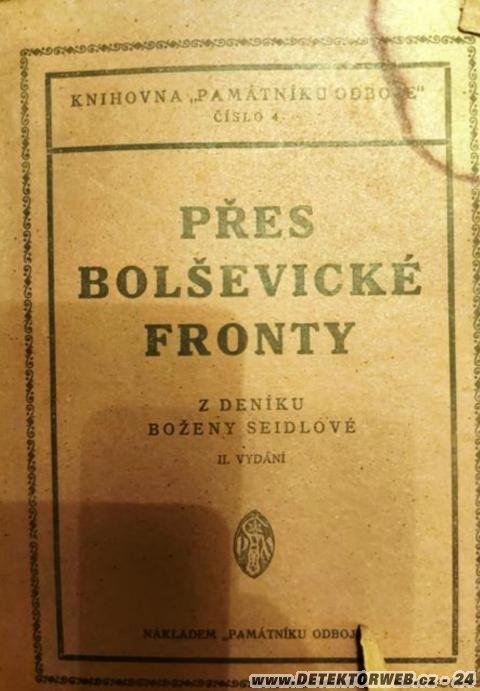 KNIHOVNA „PAMÁTNÍKU ODBOJE"
ČÍSLO 4
PŘES
BOLŠEVICKÉ
FRONTY
Z DENÍKU
BOŽENY SEIDLOVÉ
II. VYDÁNÍ
NÁKLADEM „PAMÁTNÍKU ODBOJ
WWW.DETEKTORWEB.cz - 24